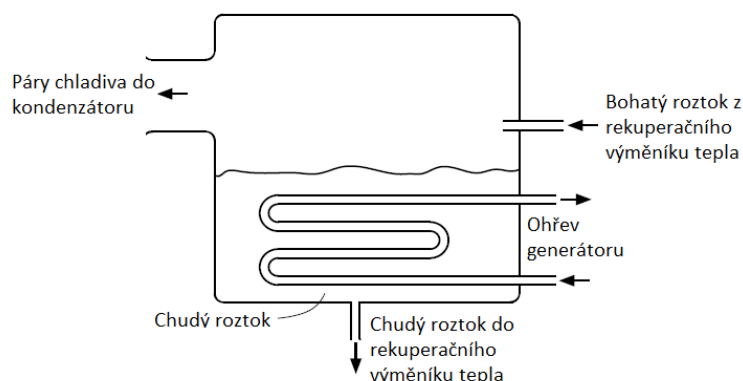 Páry chladiva do
kondenzátoru
Bohatý roztok z
rekuperačního
výměníku tepla
Ohřev
generátoru
Chudý roztok
Chudý roztok do
rekuperačního
výměníku tepla